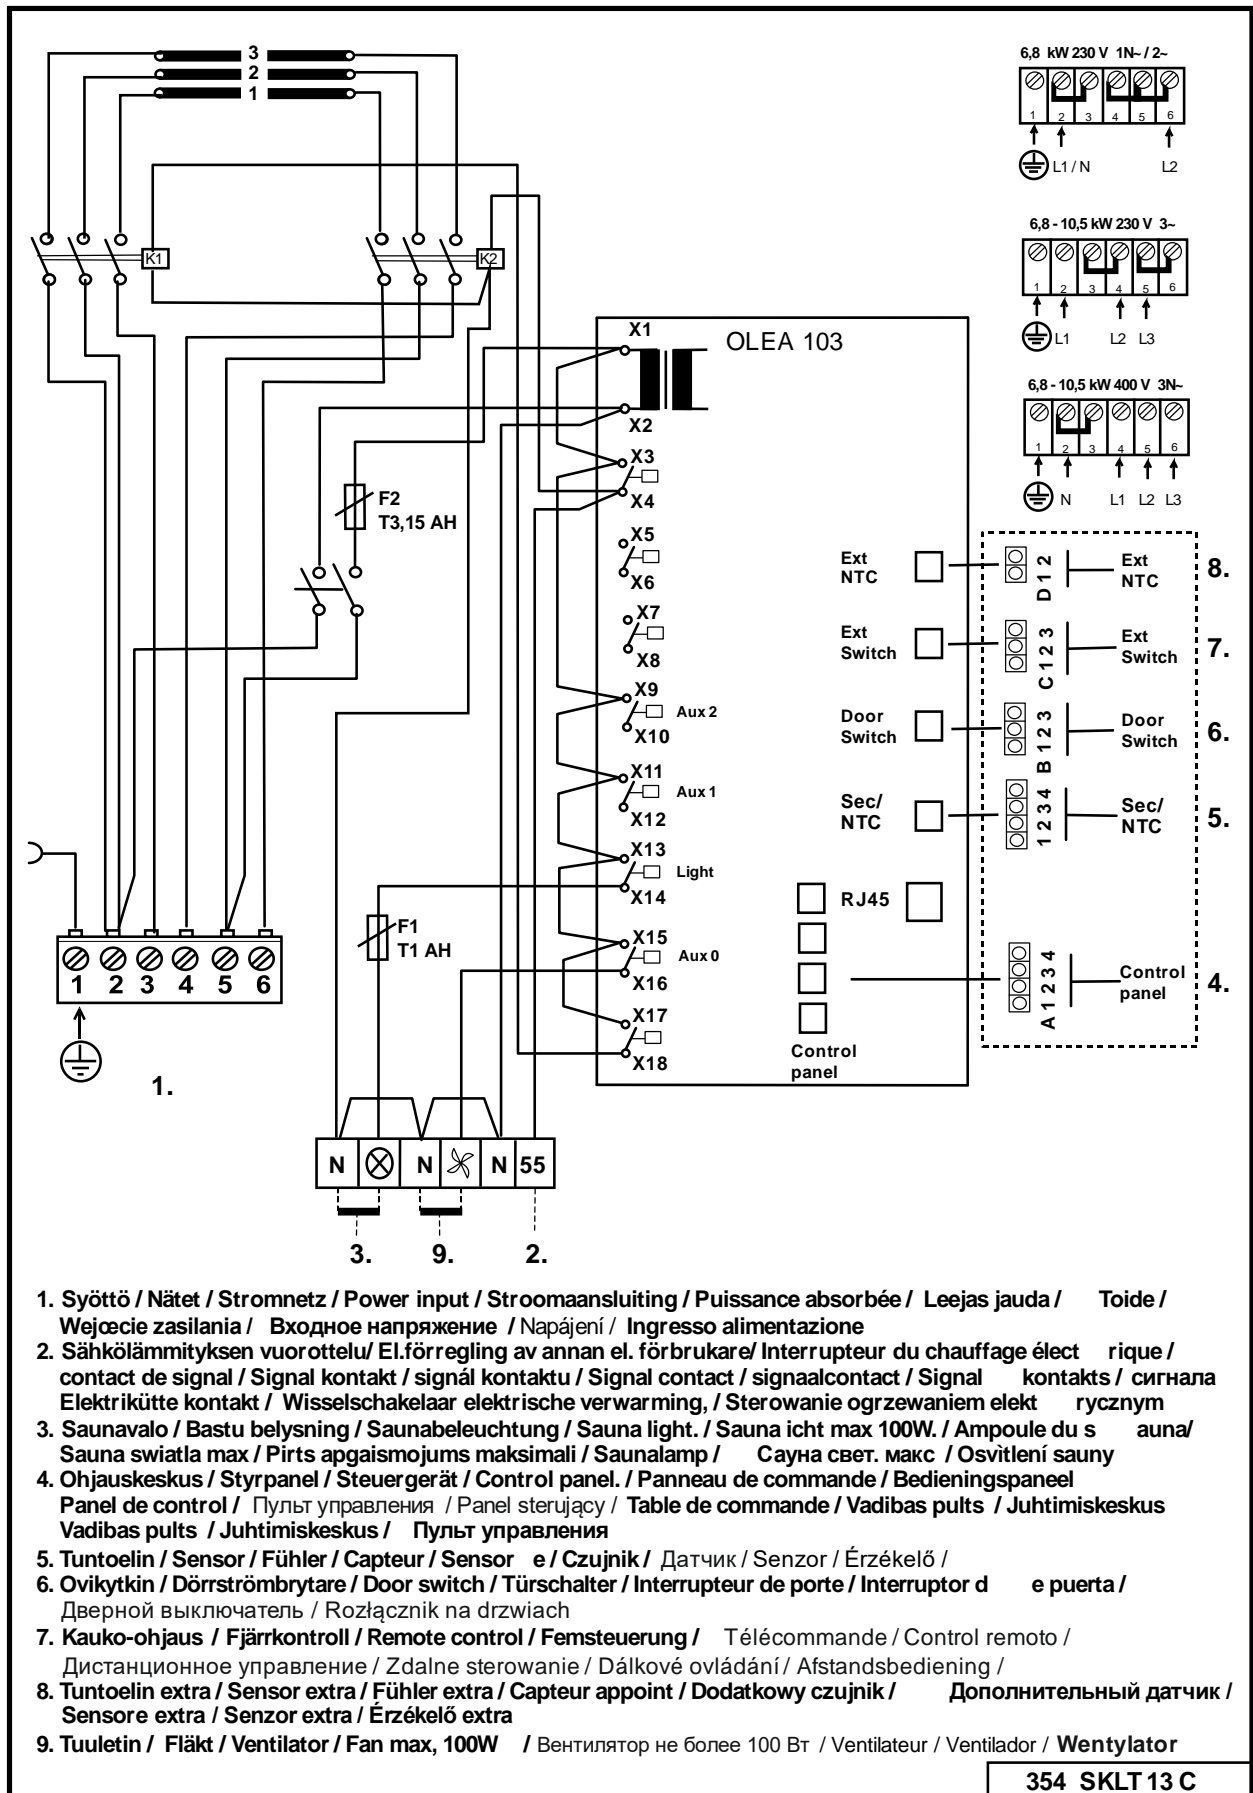 3
2
1
K1
K2
6,8 kW 230 V 1N~ / 2~
1 2 3 4 5 6
L1 / N L2
6,8 - 10,5 kW 230 V 3~
1 2 3 4 5 6
L1 L2 L3
6,8 - 10,5 kW 400 V 3N~
1 2 3 4 5 6
N L1 L2 L3
OLEA 103
X1
X2
X3
X4
X5
X6
X7
X8
X9
Aux 2
X10
X11
Aux 1
X12
X13
Light
X14
X15
Aux 0
X16
X17
X18
F2
T3,15 AH
F1
T1 AH
Ext
NTC
D 1 2
Ext
NTC
8.
Ext
Switch
C 1 2 3
Ext
Switch
7.
Door
Switch
B 1 2 3
Door
Switch
6.
Sec/
NTC
1 2 3 4
Sec/
NTC
5.
RJ45
A 1 2 3 4
Control
panel
4.
Control
panel
1 2 3 4 5 6
1.
N N N 55
3. 9. 2.
1. Syöttö / Nätet / Stromnetz / Power input / Stroomaansluiting / Puissance absorbée / Leejas jauda / Toide /
Wejœcie zasilania / Входное напряжение / Napájení / Ingresso alimentazione
2. Sähkölämmityksen vuorottelu/ El.förregling av annan el. förbrukare/ Interrupteur du chauffage élect rique /
contact de signal / Signal kontakt / signál kontaktu / Signal contact / signaalcontact / Signal kontakts / сигнала
Elektrikütte kontakt / Wisselschakelaar elektrische verwarming, / Sterowanie ogrzewaniem elekt rycznym
3. Saunavalo / Bastu belysning / Saunabeleuchtung / Sauna light. / Sauna icht max 100W. / Ampoule du s auna/
Sauna swiatla max / Pirts apgaismojums maksimali / Saunalamp / Сауна свет. макс / Osvìtlení sauny
4. Ohjauskeskus / Styrpanel / Steuergerät / Control panel. / Panneau de commande / Bedieningspaneel
Panel de control / Пульт управления / Panel sterujący / Table de commande / Vadibas pults / Juhtimiskeskus
Vadibas pults / Juhtimiskeskus / Пульт управления
5. Tuntoelin / Sensor / Fühler / Capteur / Sensor e / Czujnik / Датчик / Senzor / Érzékelő /
6. Ovikytkin / Dörrströmbrytare / Door switch / Türschalter / Interrupteur de porte / Interruptor d e puerta /
Дверной выключатель / Rozłącznik na drzwiach
7. Kauko-ohjaus / Fjärrkontroll / Remote control / Femsteuerung / Télécommande / Control remoto /
Дистанционное управление / Zdalne sterowanie / Dálkové ovládání / Afstandsbediening /
8. Tuntoelin extra / Sensor extra / Fühler extra / Capteur appoint / Dodatkowy czujnik / Дополнительный датчик /
Sensore extra / Senzor extra / Érzékelő extra
9. Tuuletin / Fläkt / Ventilator / Fan max, 100W / Вентилятор не более 100 Вт / Ventilateur / Ventilador / Wentylator
354 SKLT 13 C